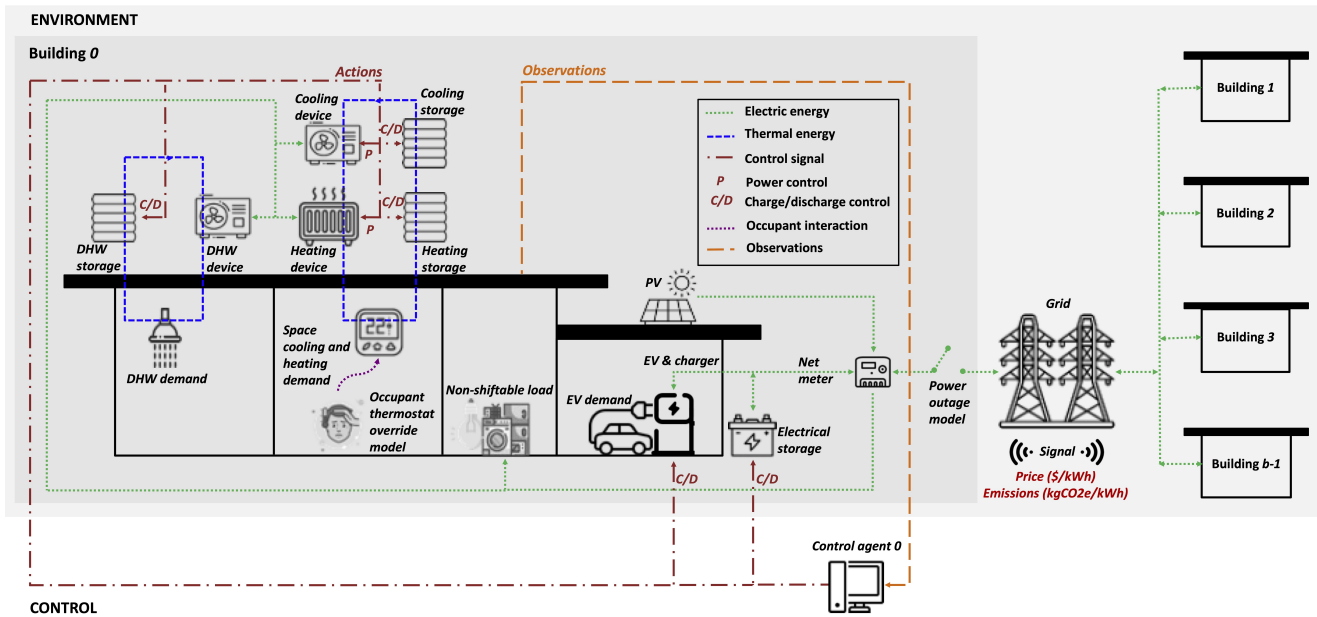 ENVIRONMENT
Building 0
Actions
Observations
Cooling
device
Cooling
storage
C/D
P
C/D
C/D
P
DHW
storage
DHW
device
Heating
device
Heating
storage
Electric energy
Thermal energy
Control signal
P
Power control
C/D
Charge/discharge control
Occupant interaction
Observations
Building 1
Building 2
Building 3
Building b-1
PV
22°
Space
cooling and
heating
demand
DHW demand
Occupant
thermostat
override
model
Non-shiftable load
EV & charger
EV demand
Net
meter
Electrical
storage
Power
outage
model
Grid
Signal
Price ($/kWh)
Emissions (kgCO2e/kWh)
C/D
C/D
Control agent 0
CONTROL